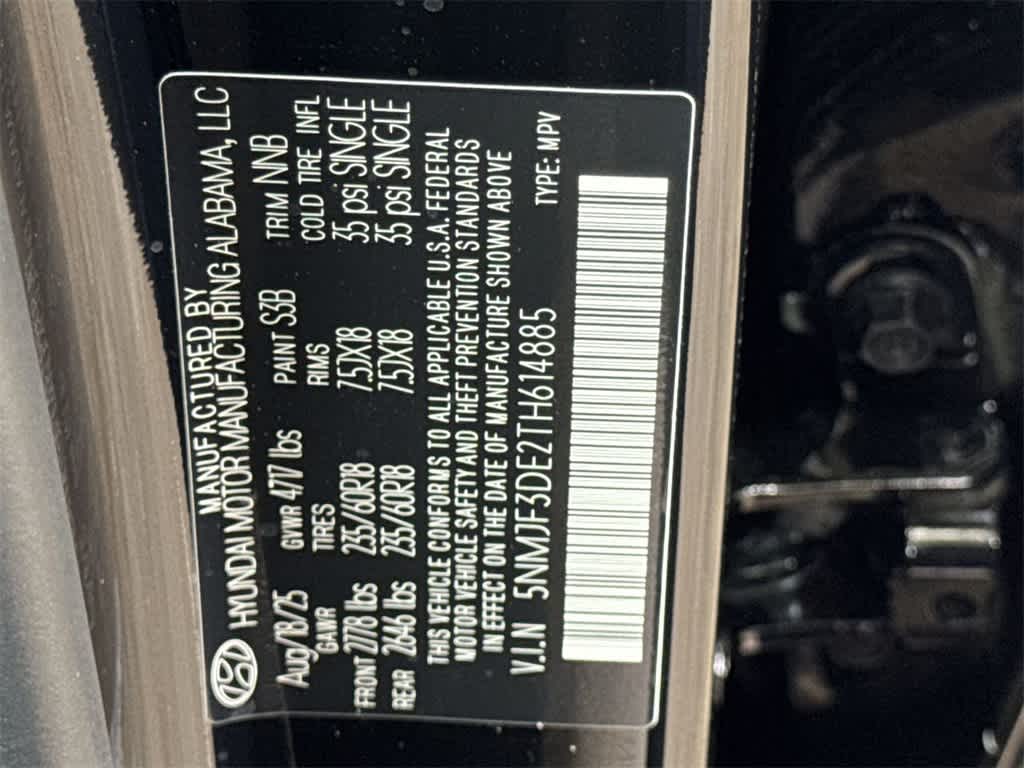 MANUFACTURED BY
HYUNDAI MOTOR MANUFACTURING ALABAMA, LLC
Aug/18/25 GVWR 4717 lbs PAINT S3B TRIM NNB
GAWR TIRES RIMS COLD TIRE INFL
FRONT 2778 lbs 235/60R18 7.5JX18 35 psi SINGLE
REAR 2646 lbs 235/60R18 7.5JX18 35 psi SINGLE
THIS VEHICLE CONFORMS TO ALL APPLICABLE U.S.A. FEDERAL
MOTOR VEHICLE SAFETY AND THEFT PREVENTION STANDARDS
IN EFFECT ON THE DATE OF MANUFACTURE SHOWN ABOVE
V.I.N 5NMJF3DE2TH614885 TYPE: MPV